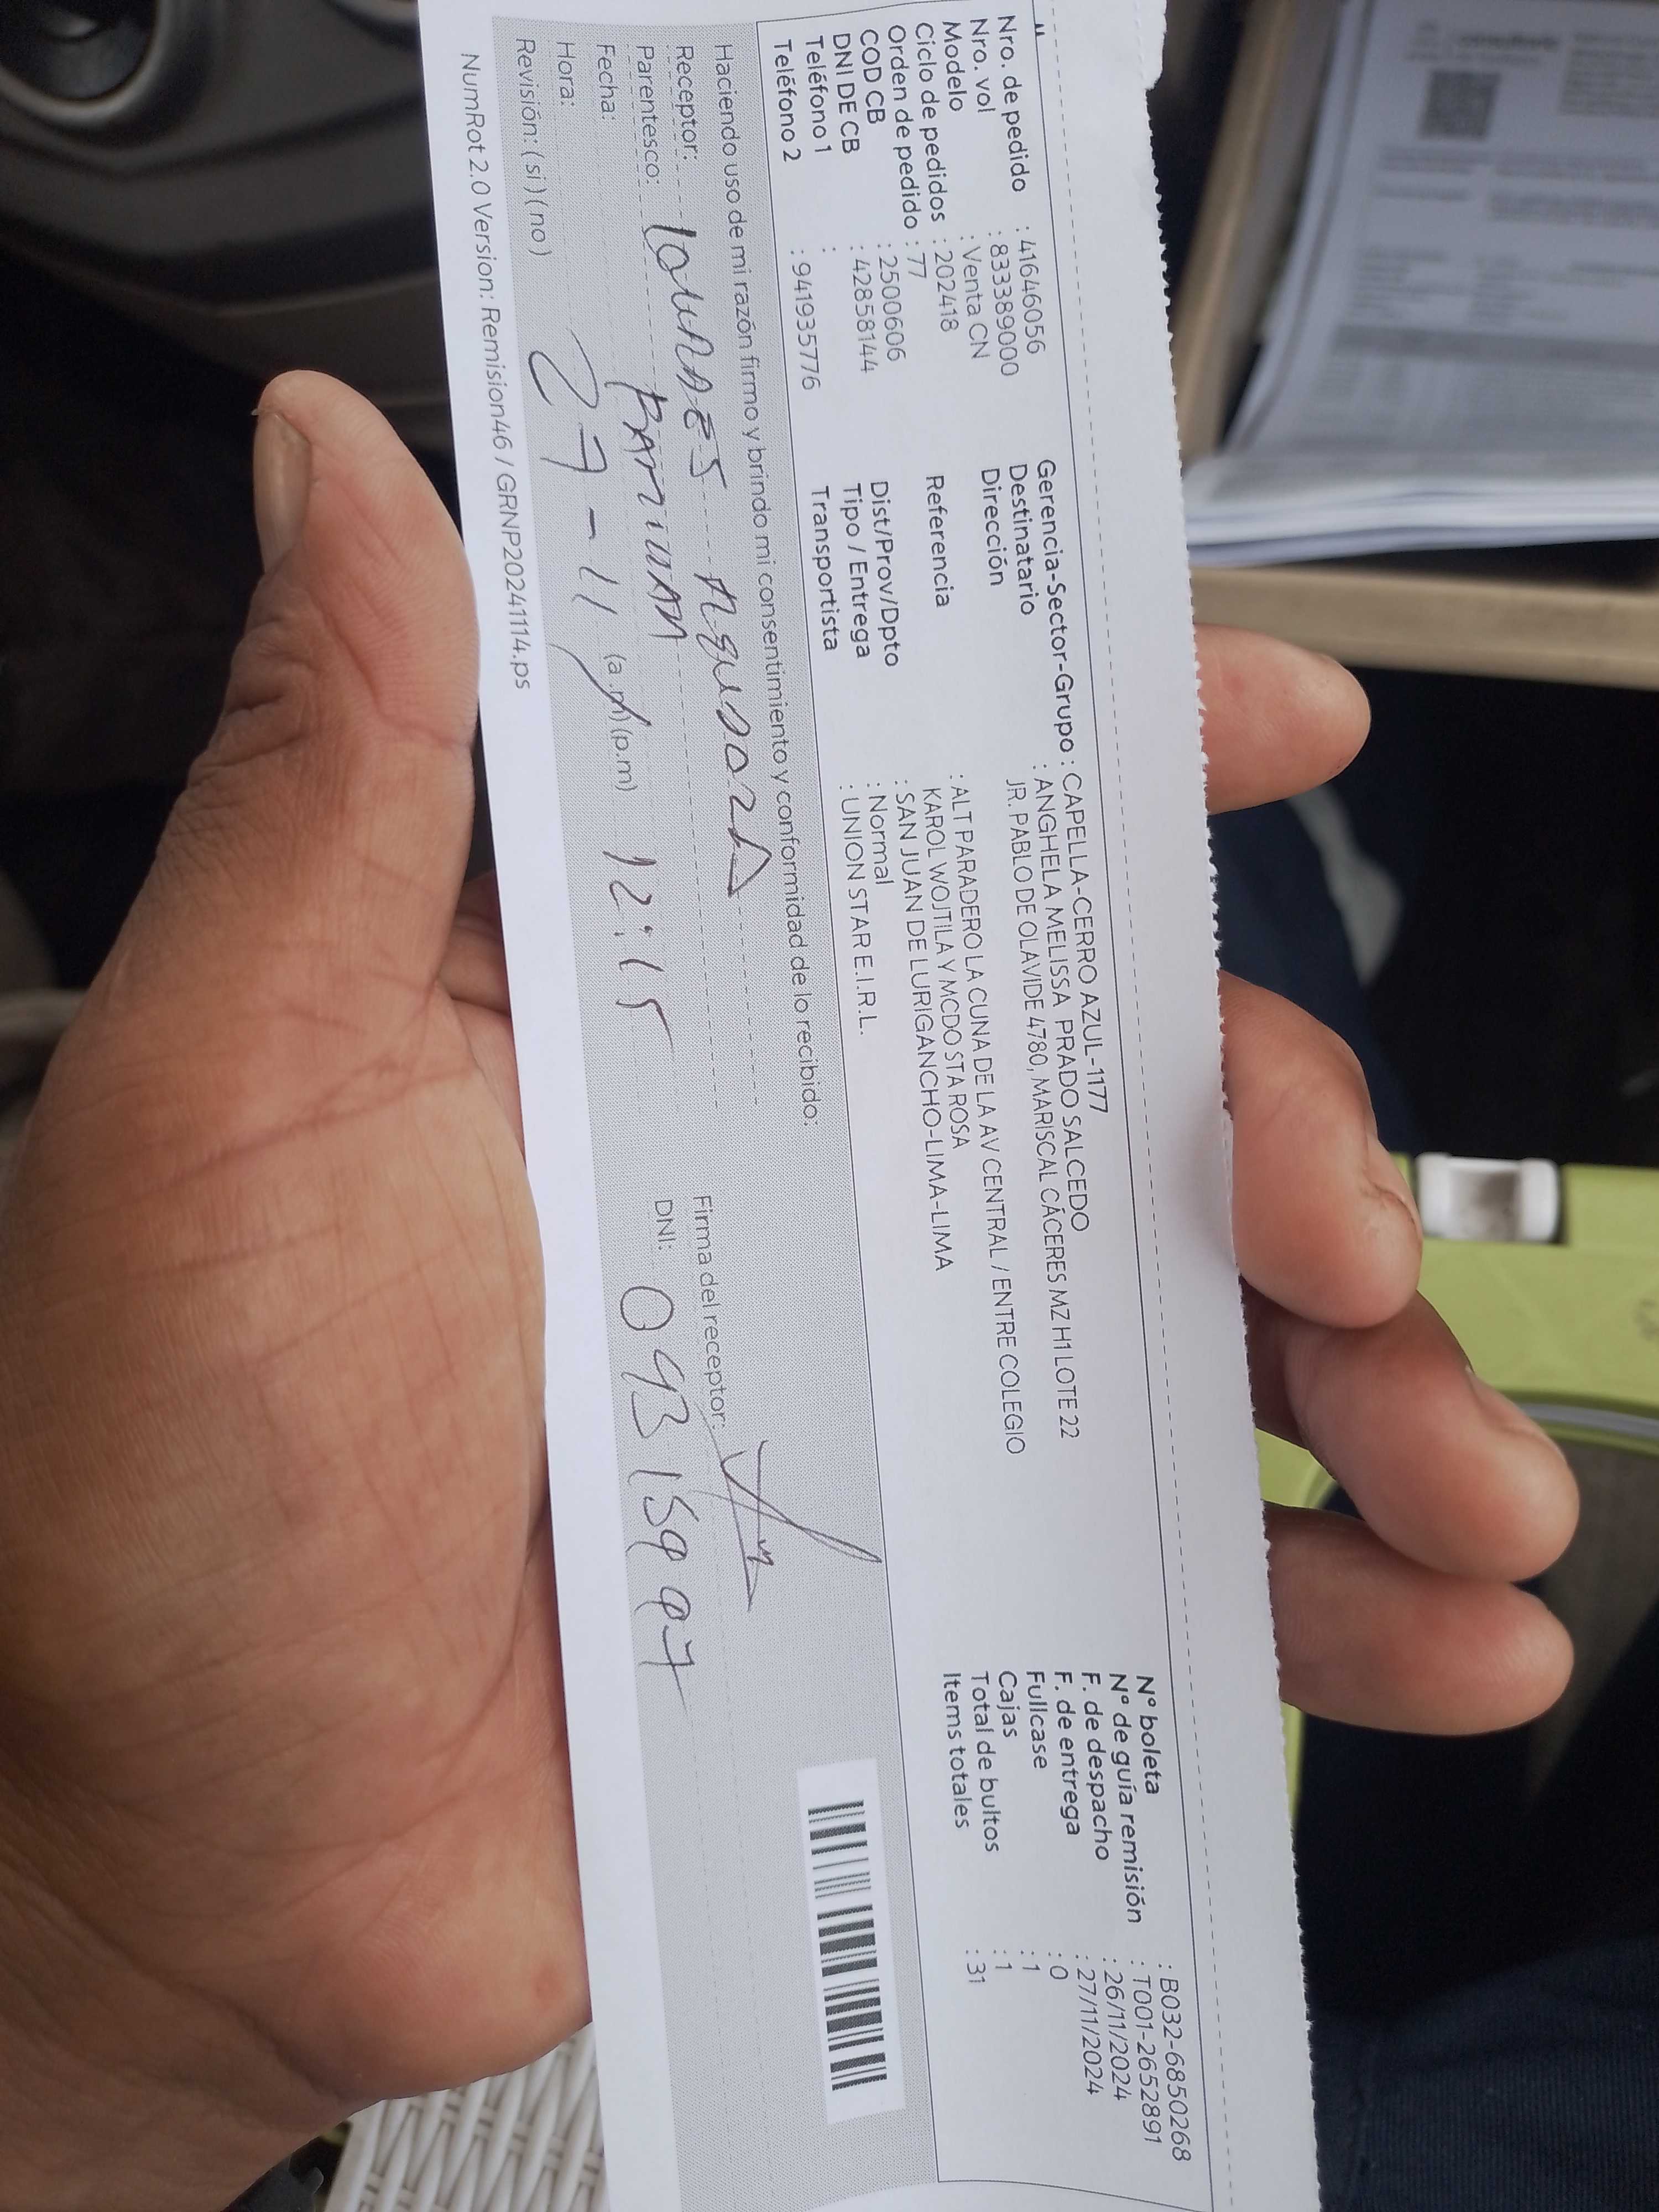 Nro. de pedido : 41646056
Nro. vol : 833389000
Modelo : Venta CN
Ciclo de pedidos : 202418
Orden de pedido : 77
COD CB : 2500606
DNI DE CB : 42858144
Teléfono 1 :
Teléfono 2 : 941935776
Gerencia-Sector-Grupo : CAPELLA-CERRO AZUL-1177
Destinatario : ANGHELA MELISSA PRADO SALCEDO
Dirección JR. PABLO DE OLAVIDE 4780, MARISCAL CÁCERES MZ H1 LOTE 22
Referencia : ALT PARADERO LA CUNA DE LA AV CENTRAL / ENTRE COLEGIO
KAROL WOJTILA Y MCDO STA ROSA
Dist/Prov/Dpto : SAN JUAN DE LURIGANCHO-LIMA-LIMA
Tipo / Entrega : Normal
Transportista : UNION STAR E.I.R.L.
N° boleta : B032-6850268
N° de guía remisión : T001-2652891
F. de despacho : 26/11/2024
F. de entrega : 27/11/2024
Fullcase : 0
Cajas : 1
Total de bultos : 1
Items totales : 31
Haciendo uso de mi razón firmo y brindo mi consentimiento y conformidad de lo recibido:
Receptor: LOURDES
Parentesco:
Fecha: 27-11
Hora: (a.m) (p.m) 12:15
Revisión: ( si ) ( no )
Firma del receptor:
DNI: 09315997
NumRot 2.0 Version: Remision46 / GRNP20241114.ps